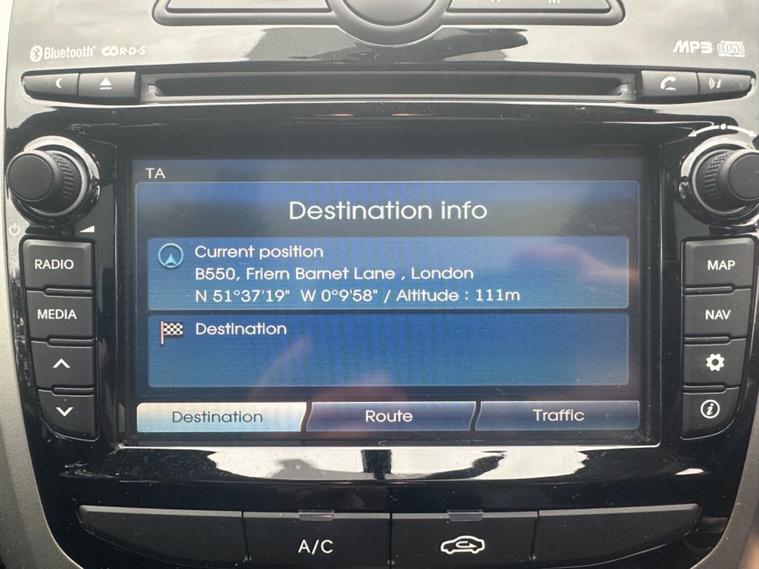 Bluetooth R·D·S
MP3
TA
Destination info
Current position
B550, Friern Barnet Lane , London
N 51°37'19" W 0°9'58" / Altitude : 111m
Destination
Destination Route Traffic
RADIO
MEDIA
MAP
NAV
A/C